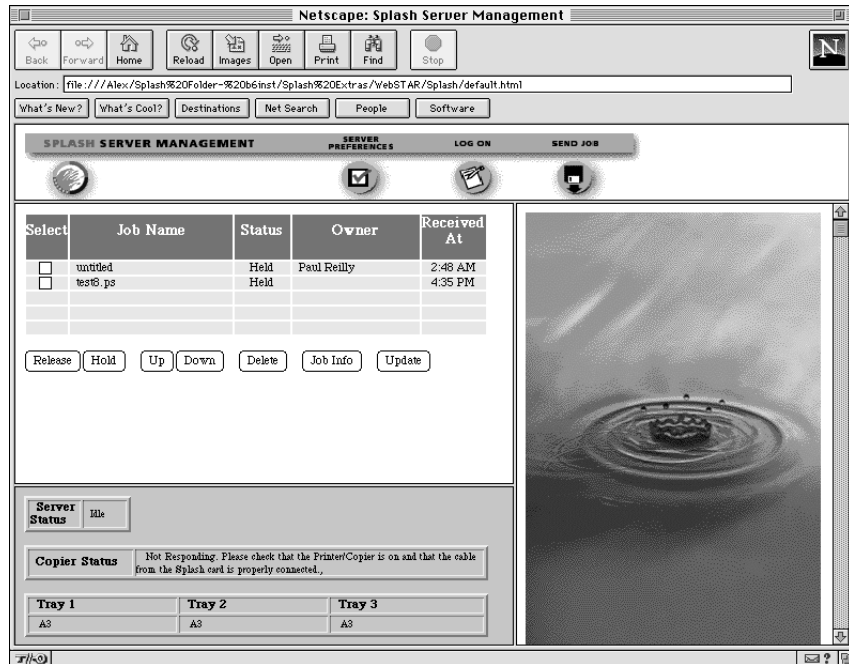 Netscape: Splash Server Management
Back Forward Home Reload Images Open Print Find Stop
N
Location: file:///Alex/Splash%20Folder-%20b6inst/Splash%20Extras/WebSTAR/Splash/default.html
What's New? What's Cool? Destinations Net Search People Software
SPLASH SERVER MANAGEMENT SERVER PREFERENCES LOG ON SEND JOB
Select Job Name Status Owner Received At
untitled Held Paul Reilly 2:48 AM
test8.ps Held 4:35 PM
Release Hold Up Down Delete Job Info Update
Server Status Idle
Copier Status Not Responding. Please check that the Printer/Copier is on and that the cable
from the Splash card is properly connected.,
Tray 1 Tray 2 Tray 3
A3 A3 A3
?